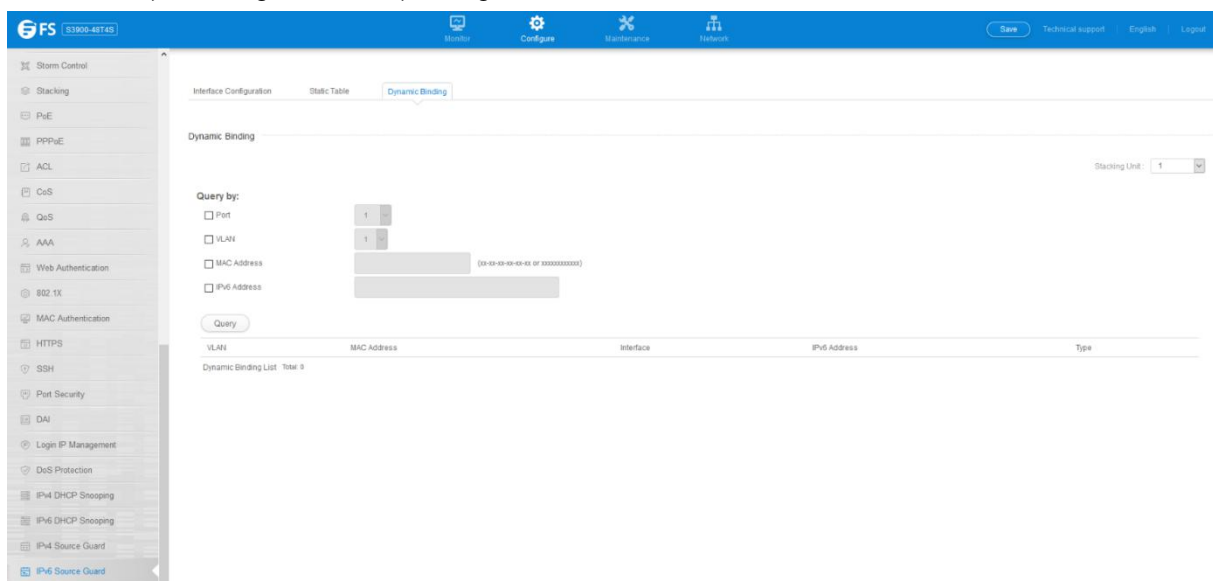 FS S3900-48T4S
Monitor
Configure
Maintenance
Network
Save
Technical support | English | Logout
Storm Control
Stacking
PoE
PPPoE
ACL
CoS
QoS
AAA
Web Authentication
802.1X
MAC Authentication
HTTPS
SSH
Port Security
DAI
Login IP Management
DoS Protection
IPv4 DHCP Snooping
IPv6 DHCP Snooping
IPv4 Source Guard
IPv6 Source Guard
Interface Configuration Static Table Dynamic Binding
Dynamic Binding
Stacking Unit : 1
Query by:
Port 1
VLAN 1
MAC Address (xx-xx-xx-xx-xx-xx or xxxxxxxxxxxx)
IPv6 Address
Query
VLAN MAC Address Interface IPv6 Address Type
Dynamic Binding List Total: 0